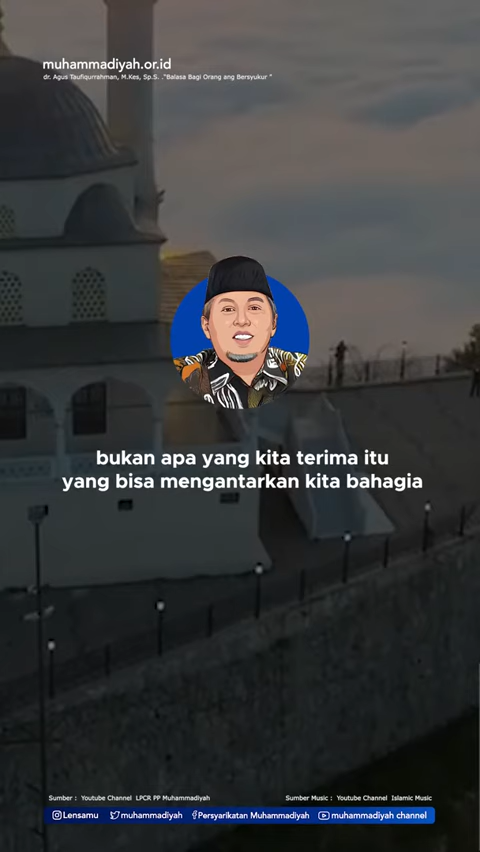 muhammadiyah.or.id
dr. Agus Taufiqurrahman, M.Kes, Sp.S. ."Balasa Bagi Orang ang Bersyukur "
bukan apa yang kita terima itu
yang bisa mengantarkan kita bahagia
Sumber : Youtube Channel LPCR PP Muhammadiyah
Sumber Music : Youtube Channel Islamic Music
Lensamu muhammadiyah Persyarikatan Muhammadiyah muhammadiyah channel